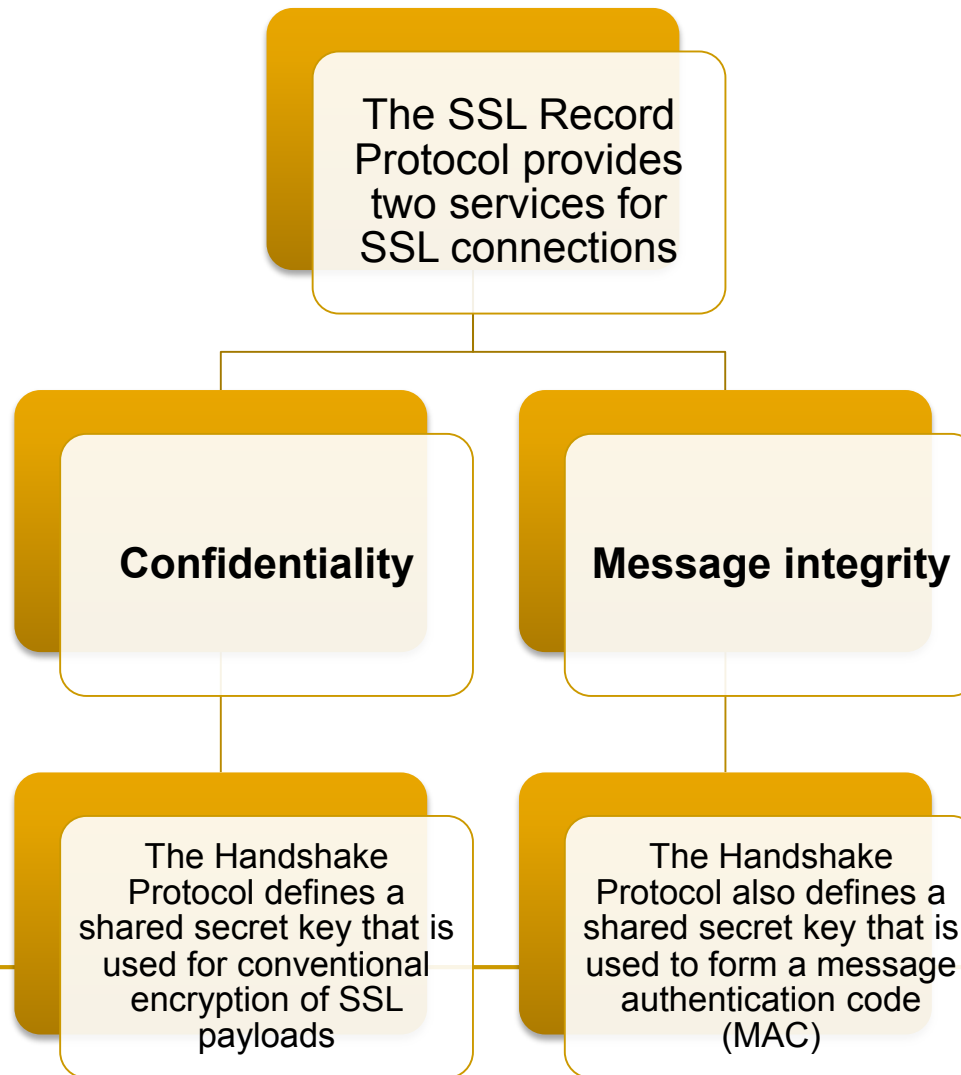 The SSL Record
Protocol provides
two services for
SSL connections
Confidentiality
Message integrity
The Handshake
Protocol defines a
shared secret key that is
used for conventional
encryption of SSL
payloads
The Handshake
Protocol also defines a
shared secret key that is
used to form a message
authentication code
(MAC)